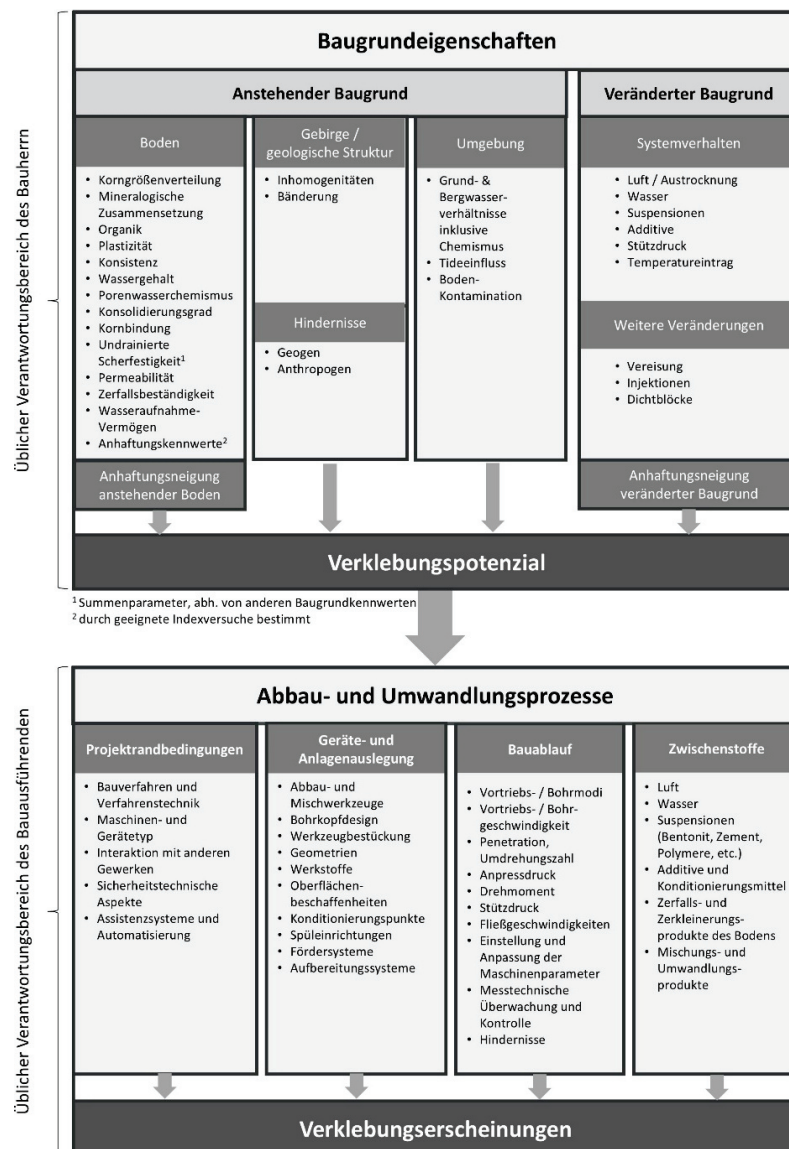 Üblicher Verantwortungsbereich des Bauherrn
Baugrundeigenschaften
Anstehender Baugrund
Veränderter Baugrund
Boden
• Korngrößenverteilung
• Mineralogische
Zusammensetzung
• Organik
• Plastizität
• Konsistenz
• Wassergehalt
• Porenwasserchemismus
• Konsolidierungsgrad
• Kornbindung
• Undrainierte
Scherfestigkeit¹
• Permeabilität
• Zerfallsbeständigkeit
• Wasseraufnahme-
Vermögen
• Anhaftungskennwerte²
Anhaftungsneigung
anstehender Boden
Gebirge /
geologische Struktur
• Inhomogenitäten
• Bänderung
Hindernisse
• Geogen
• Anthropogen
Umgebung
• Grund- &
Bergwasser-
verhältnisse
inklusive
Chemismus
• Tideeinfluss
• Boden-
Kontamination
Systemverhalten
• Luft / Austrocknung
• Wasser
• Suspensionen
• Additive
• Stützdruck
• Temperatureintrag
Weitere Veränderungen
• Vereisung
• Injektionen
• Dichtblöcke
Anhaftungsneigung
veränderter Baugrund
Verklebungspotenzial
¹ Summenparameter, abh. von anderen Baugrundkennwerten
² durch geeignete Indexversuche bestimmt
Üblicher Verantwortungsbereich des Bauausführenden
Abbau- und Umwandlungsprozesse
Projektrandbedingungen
• Bauverfahren und
Verfahrenstechnik
• Maschinen- und
Gerätetyp
• Interaktion mit anderen
Gewerken
• Sicherheitstechnische
Aspekte
• Assistenzsysteme und
Automatisierung
Geräte- und
Anlagenauslegung
• Abbau- und
Mischwerkzeuge
• Bohrkopfdesign
• Werkzeugbestückung
• Geometrien
• Werkstoffe
• Oberflächen-
beschaffenheiten
• Konditionierungspunkte
• Spüleinrichtungen
• Fördersysteme
• Aufbereitungssysteme
Bauablauf
• Vortriebs- / Bohrmodi
• Vortriebs- / Bohr-
geschwindigkeit
• Penetration,
Umdrehungszahl
• Anpressdruck
• Drehmoment
• Stützdruck
• Fließgeschwindigkeiten
• Einstellung und
Anpassung der
Maschinenparameter
• Messtechnische
Überwachung und
Kontrolle
• Hindernisse
Zwischenstoffe
• Luft
• Wasser
• Suspensionen
(Bentonit, Zement,
Polymere, etc.)
• Additive und
Konditionierungsmittel
• Zerfalls- und
Zerkleinerungs-
produkte des Bodens
• Mischungs- und
Umwandlungs-
produkte
Verklebungserscheinungen